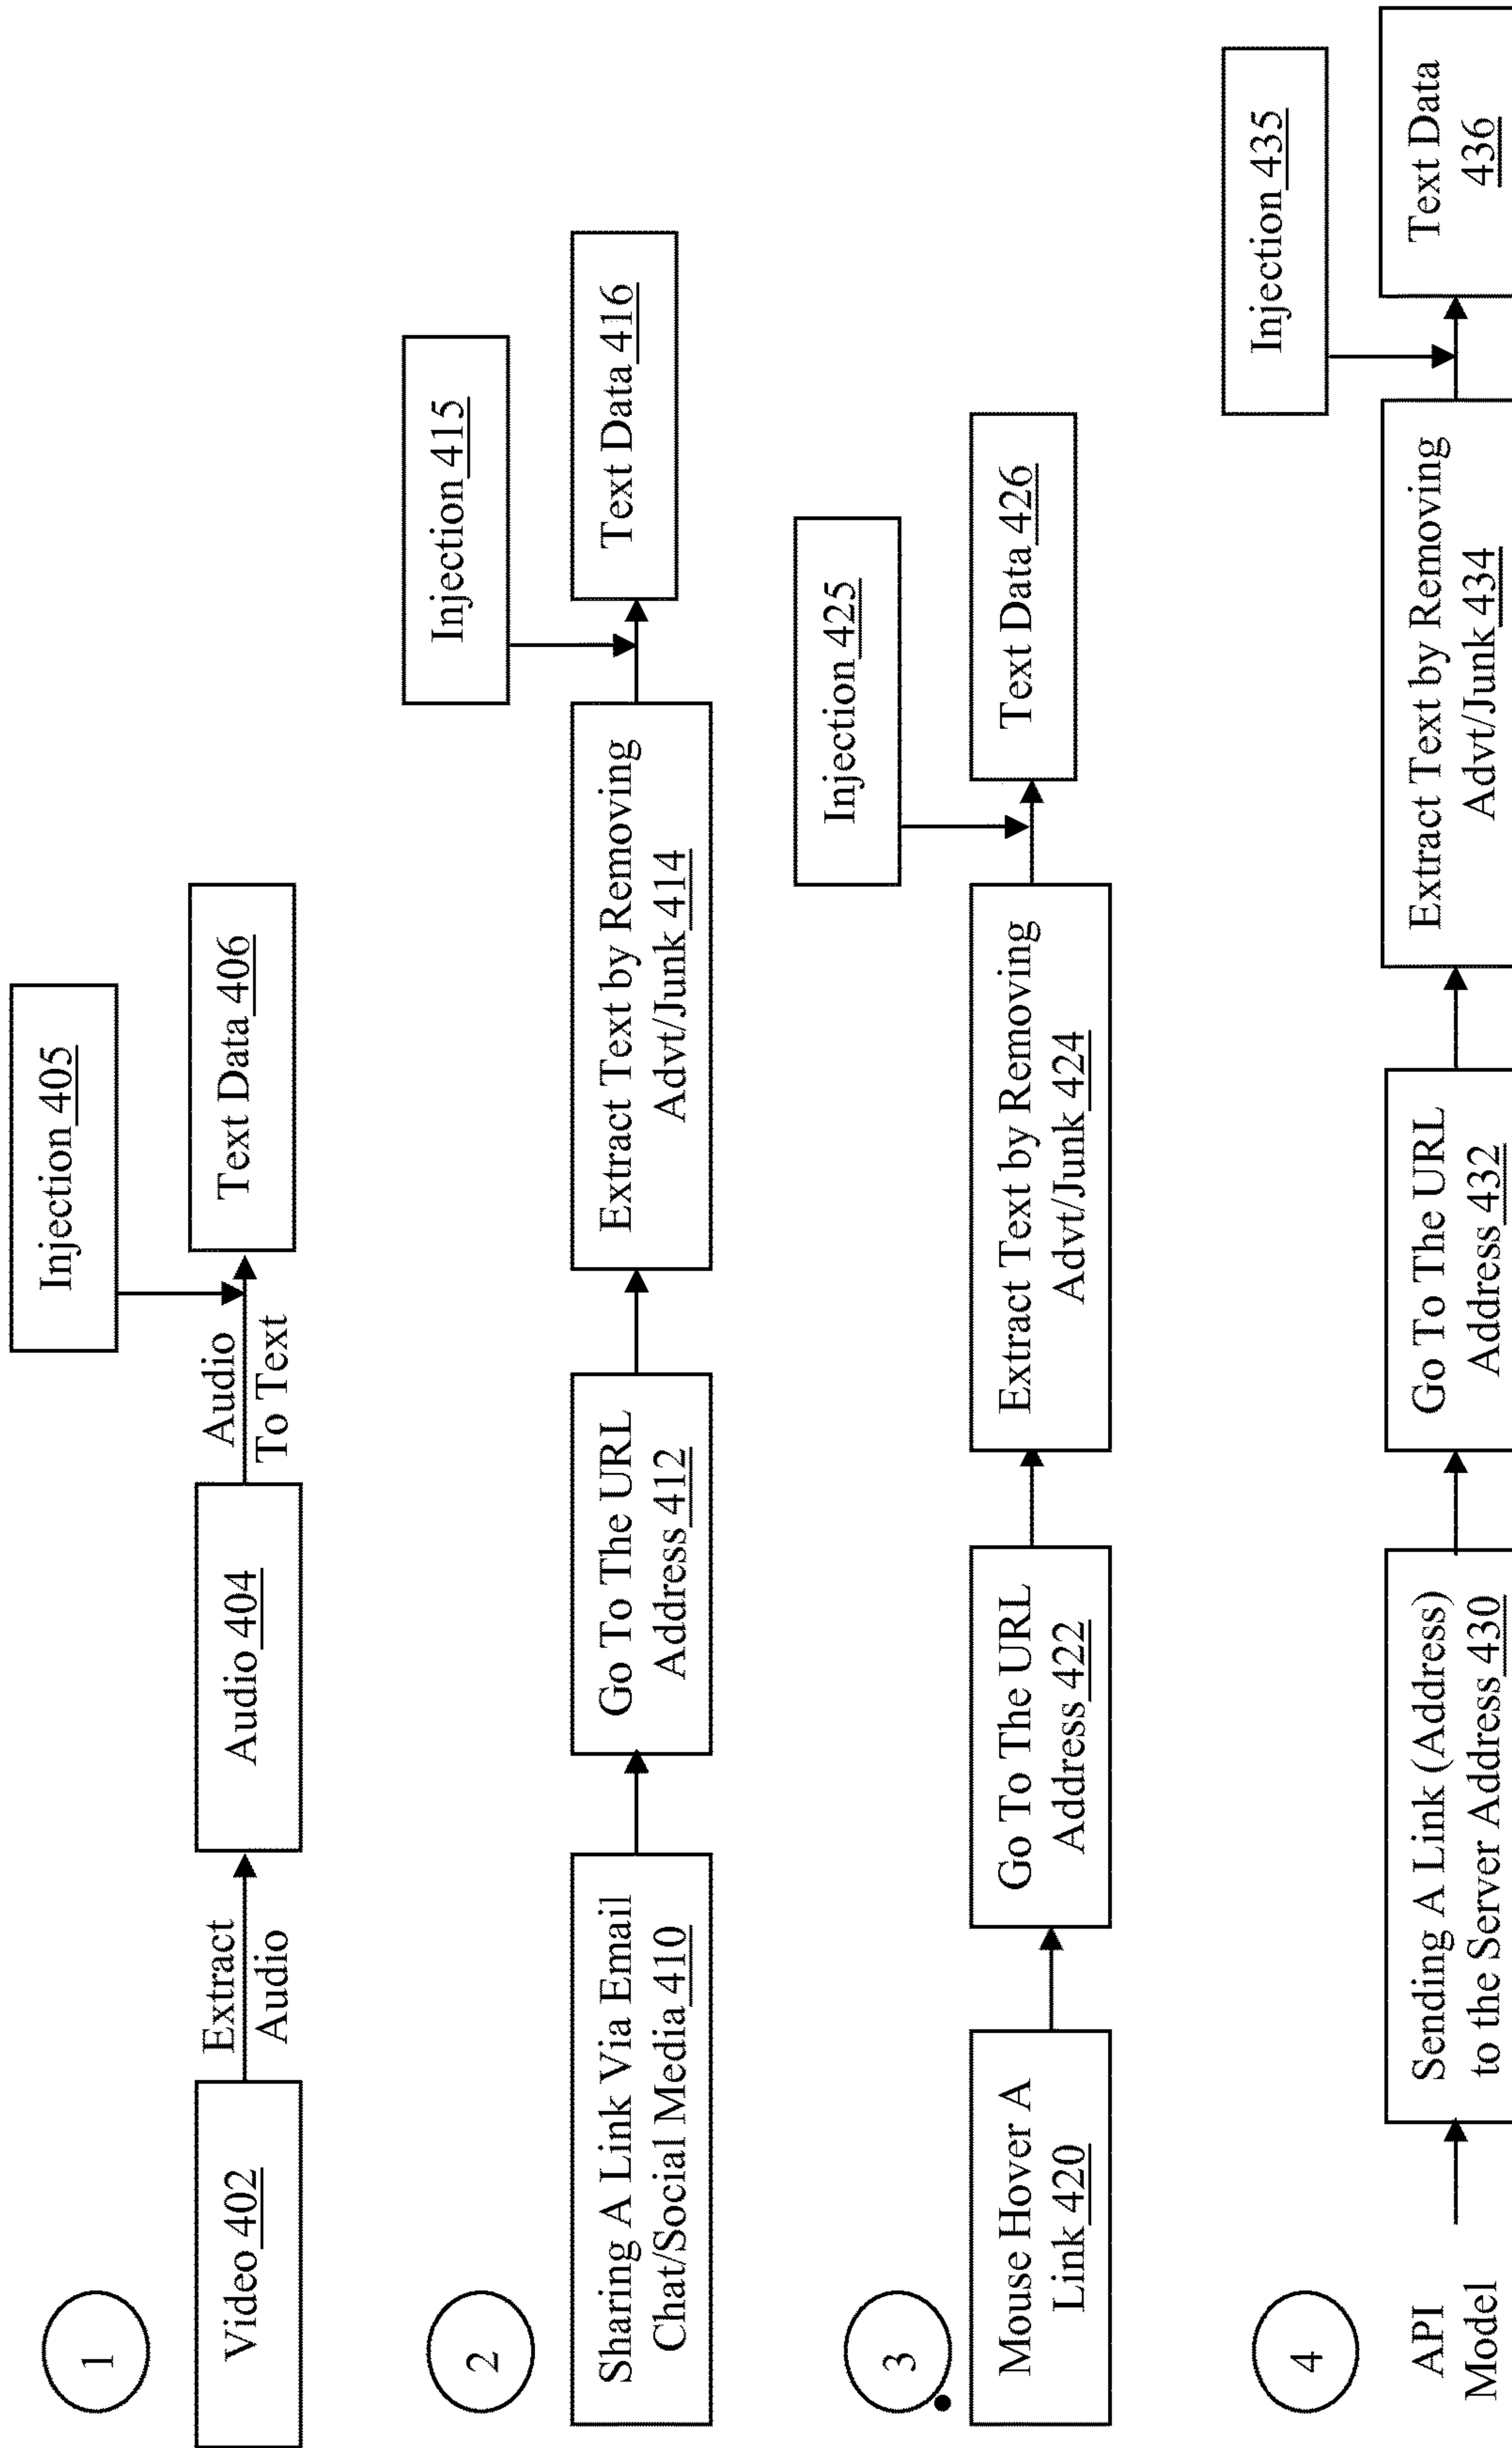 1
Injection 405
Video 402
Extract
Audio
Audio 404
Audio
To Text
Text Data 406
2
Injection 415
Sharing A Link Via Email
Chat/Social Media 410
Go To The URL
Address 412
Extract Text by Removing
Advt/Junk 414
Text Data 416
3
Injection 425
Mouse Hover A
Link 420
Go To The URL
Address 422
Extract Text by Removing
Advt/Junk 424
Text Data 426
4
Injection 435
API
Model
Sending A Link (Address)
to the Server Address 430
Go To The URL
Address 432
Extract Text by Removing
Advt/Junk 434
Text Data
436